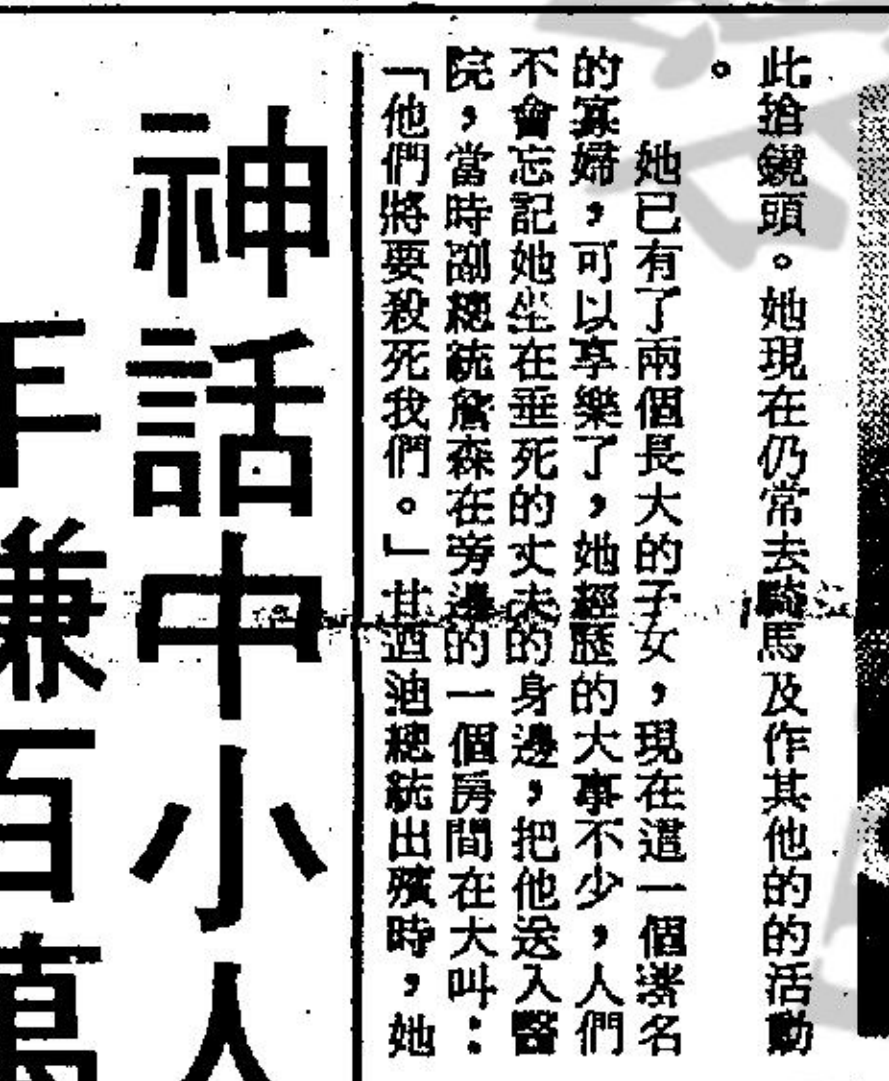 此搶鏡頭。她現在仍常去騎馬及作其他的的活動
。
她已有了兩個長大的子女，現在這一個著名
的寡婦，可以享樂了，她經歷的大事不少，人們
不會忘記她坐在垂死的丈夫的身邊，把他送入醫
院，當時副總統詹森在旁邊的一個房間在大叫：
「他們將要殺死我們。」甘迺迪總統出殯時，她
神話中小人
年賺百萬